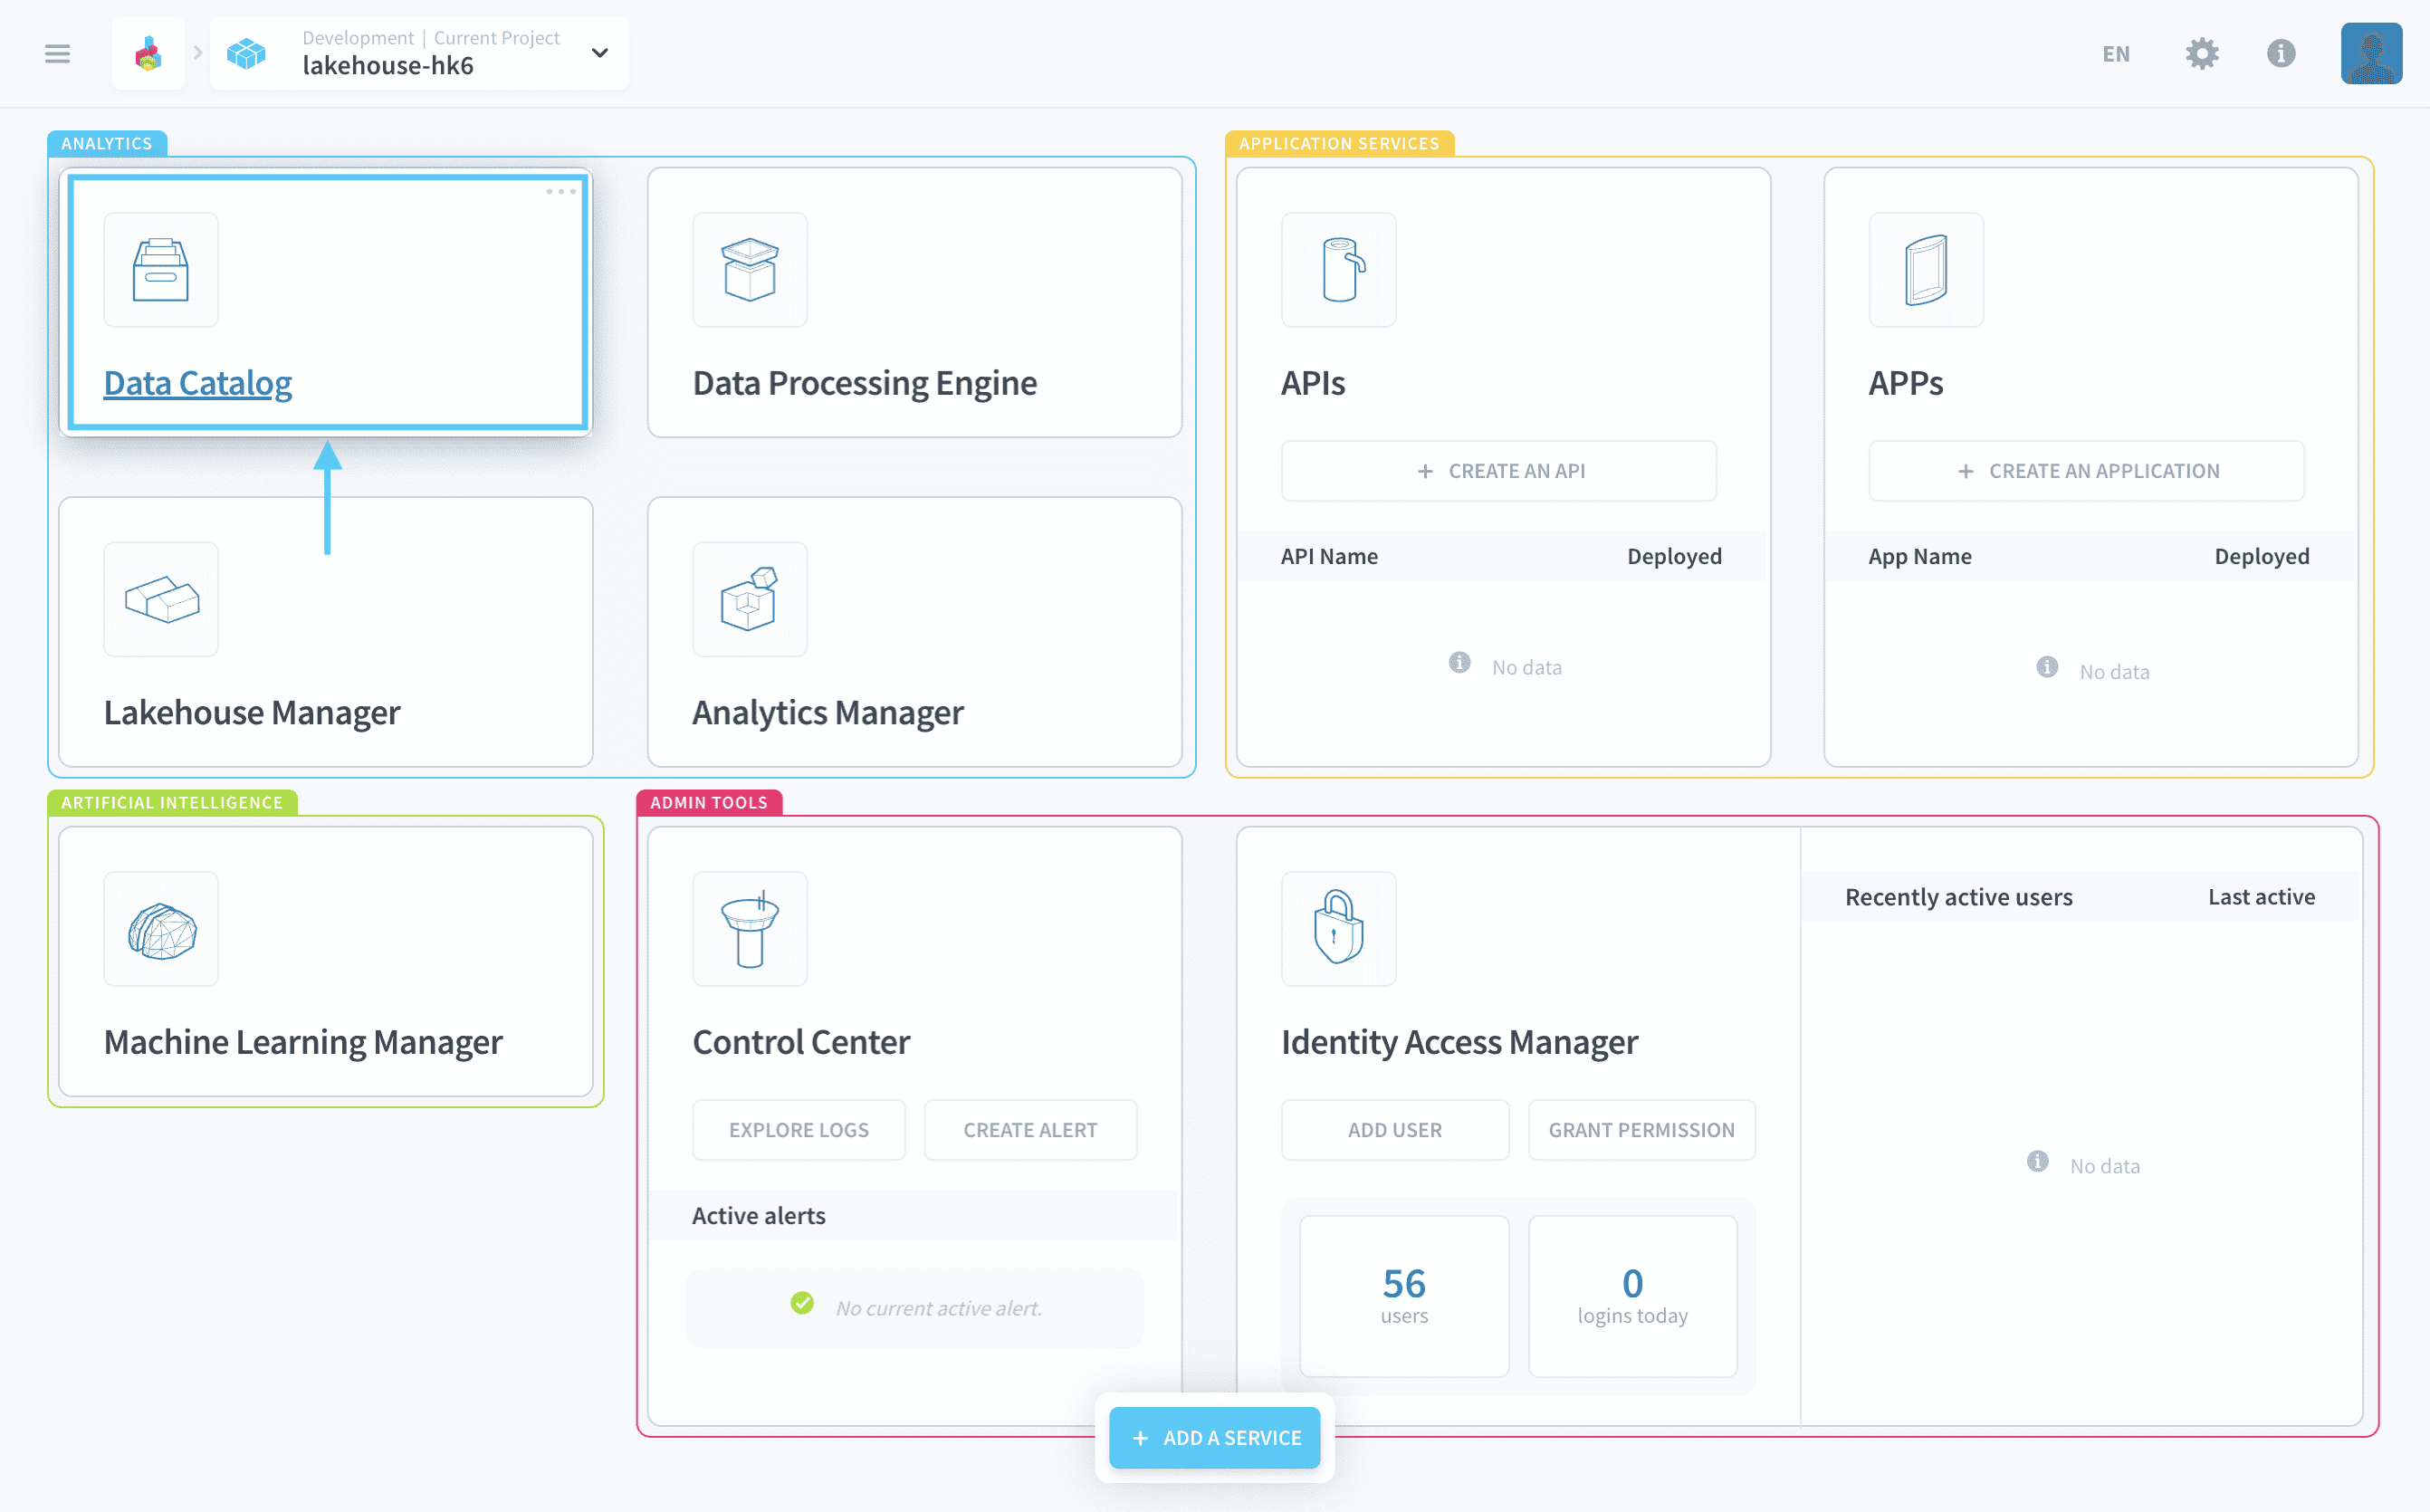 Development | Current Project
lakehouse-hk6
EN
ANALYTICS
Data Catalog
Data Processing Engine
Lakehouse Manager
Analytics Manager
APPLICATION SERVICES
APIs
+ CREATE AN API
API Name Deployed
No data
APPs
+ CREATE AN APPLICATION
App Name Deployed
No data
ARTIFICIAL INTELLIGENCE
Machine Learning Manager
ADMIN TOOLS
Control Center
EXPLORE LOGS CREATE ALERT
Active alerts
No current active alert.
Identity Access Manager
ADD USER GRANT PERMISSION
56
users
0
logins today
Recently active users Last active
No data
+ ADD A SERVICE